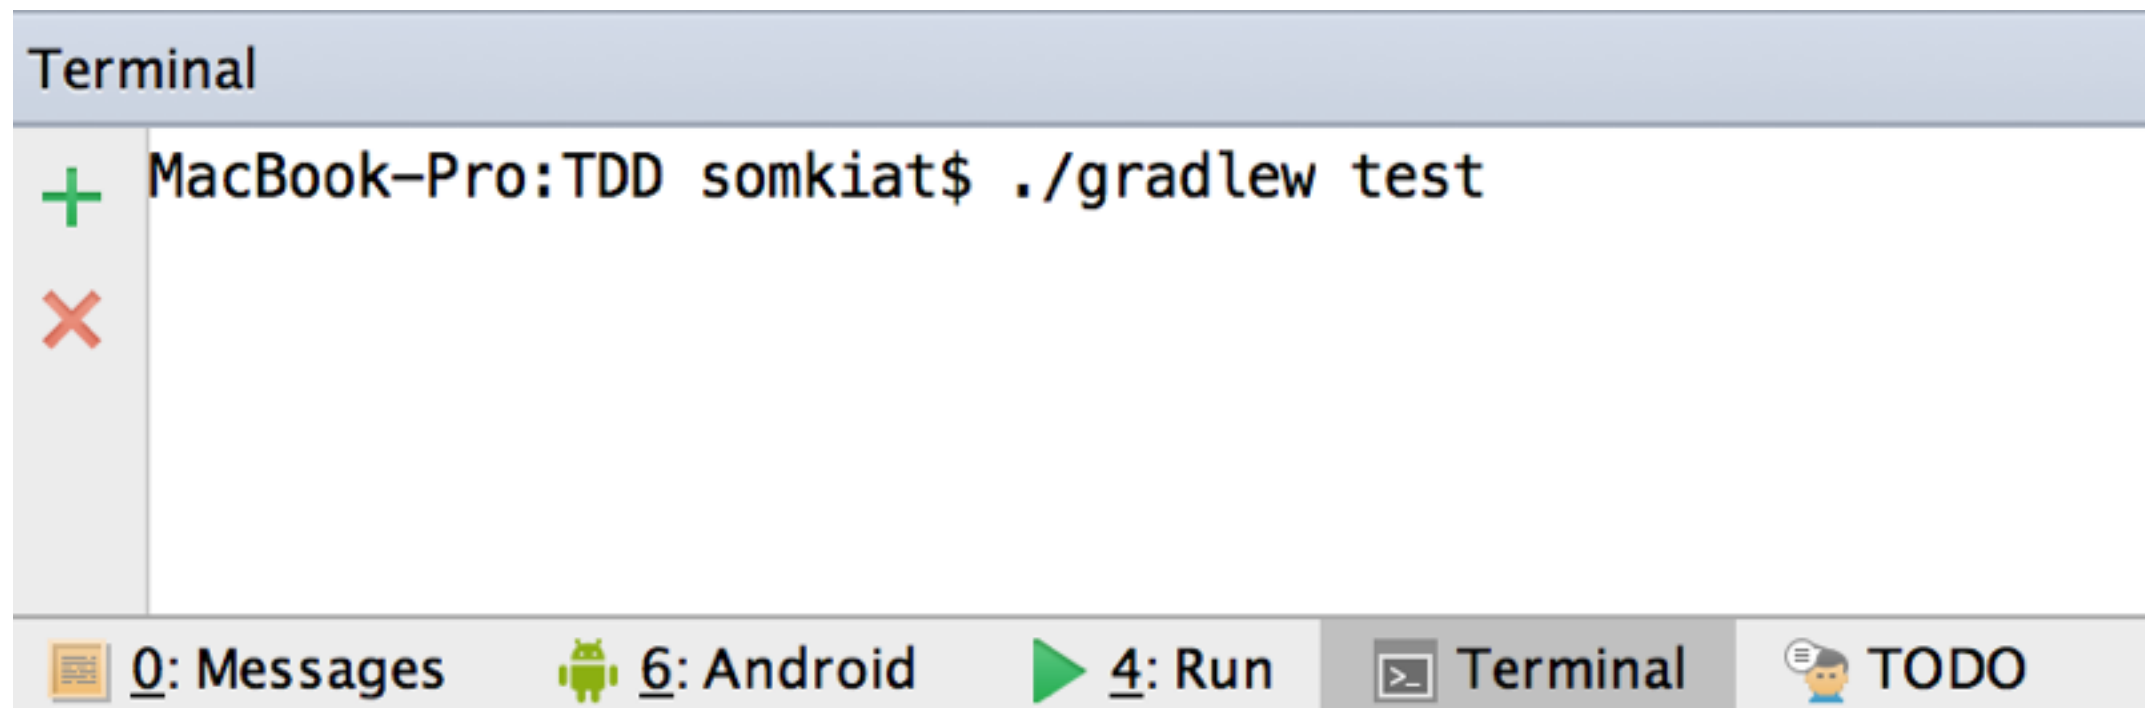 Terminal
MacBook-Pro:TDD somkiat$ ./gradlew test
0: Messages 6: Android 4: Run Terminal TODO